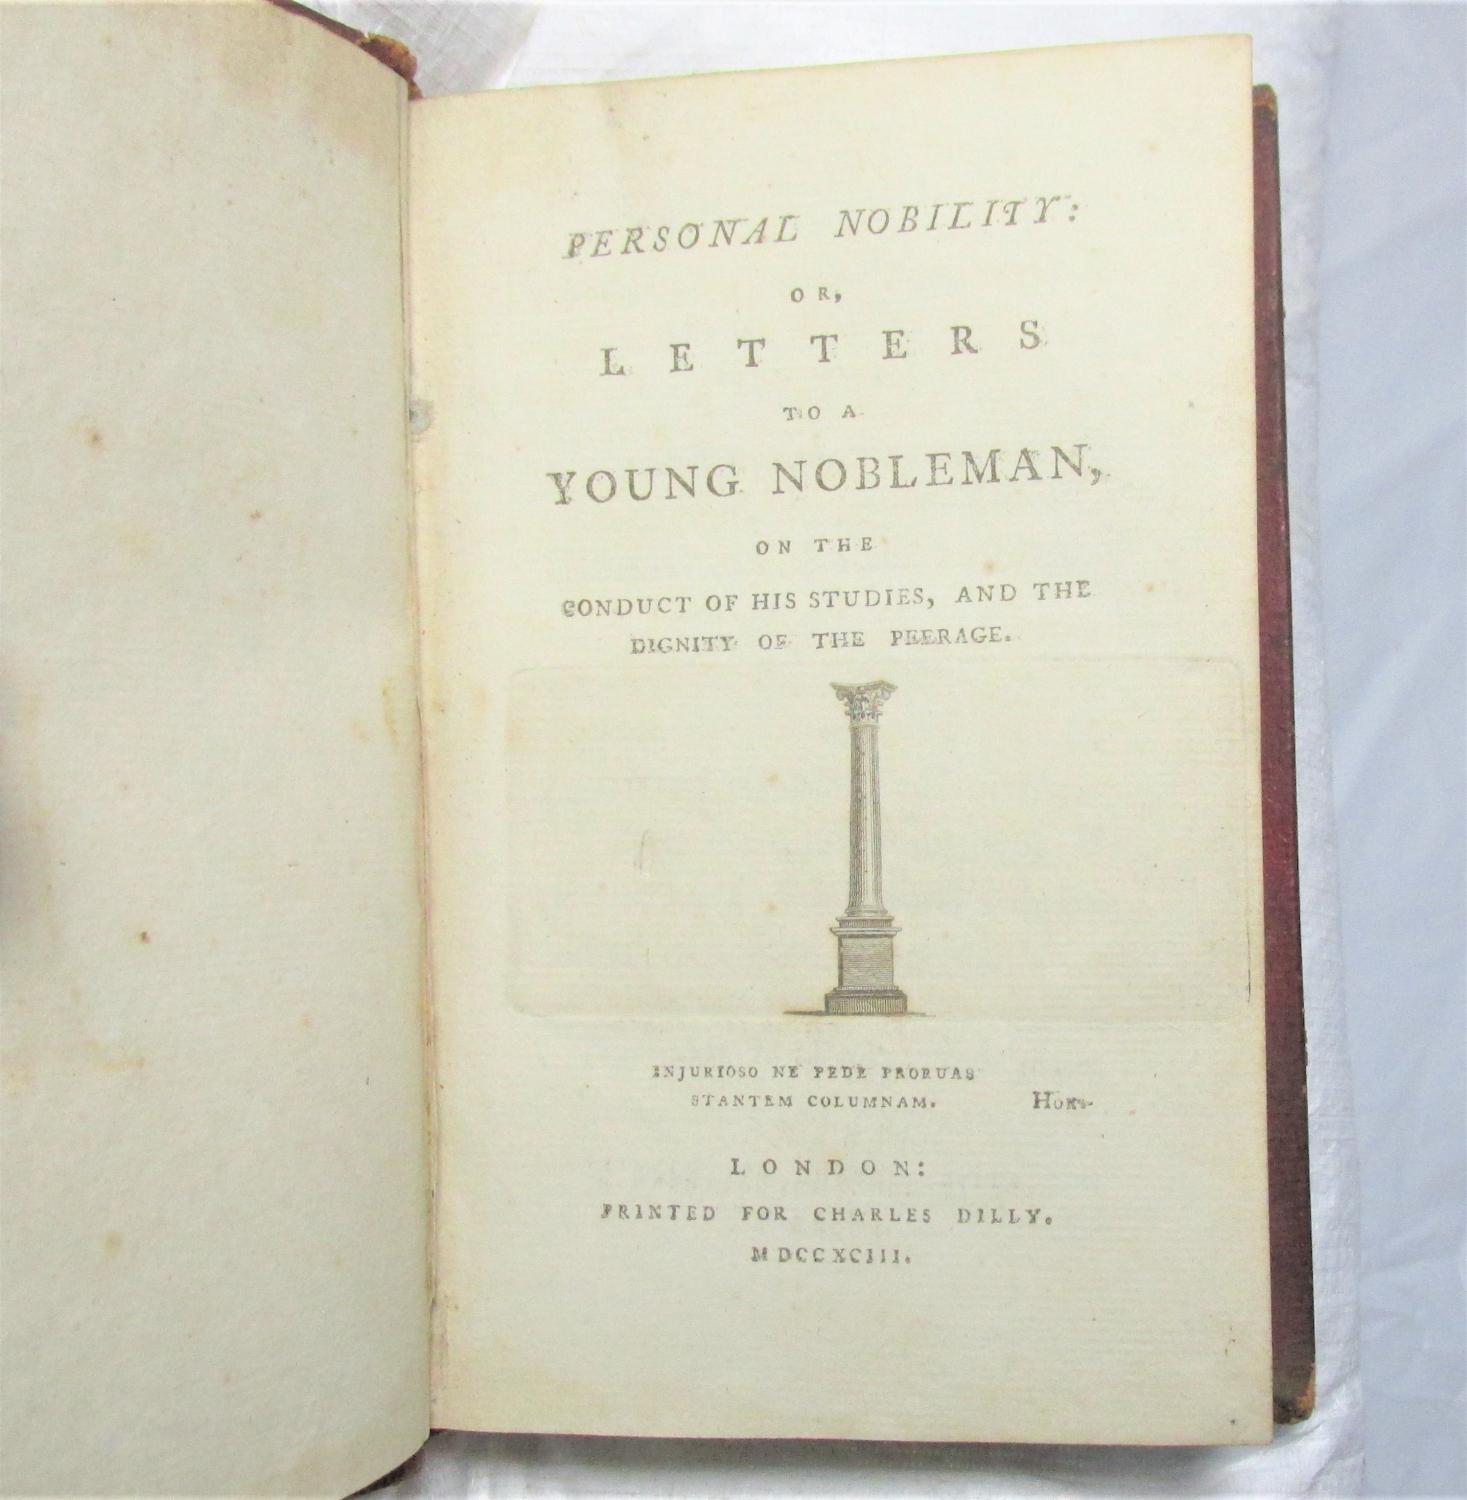 PERSONAL NOBILITY:
OR,
LETTERS
TO A
YOUNG NOBLEMAN,
ON THE
CONDUCT OF HIS STUDIES, AND THE
DIGNITY OF THE PEERAGE.
INJURIOSO NE PEDE PRORUAS
STANTEM COLUMNAM. HOR.
LONDON:
PRINTED FOR CHARLES DILLY.
MDCCXCIII.